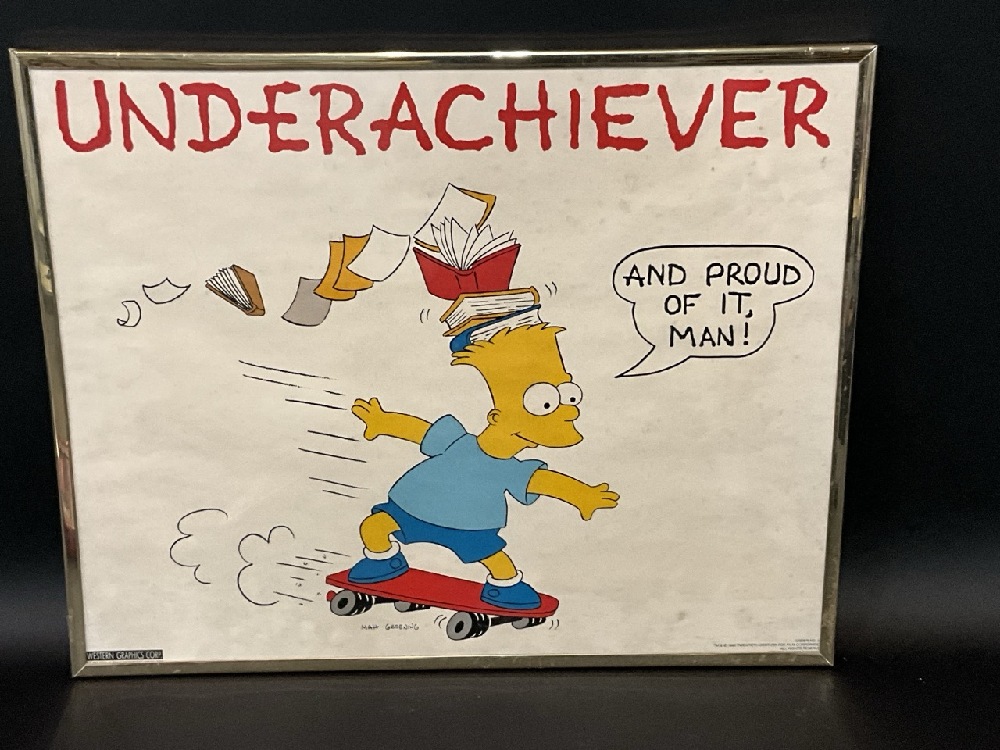 UNDERACHIEVER
AND PROUD
OF IT,
MAN!
MATT GROENING
WESTERN GRAPHICS CORP